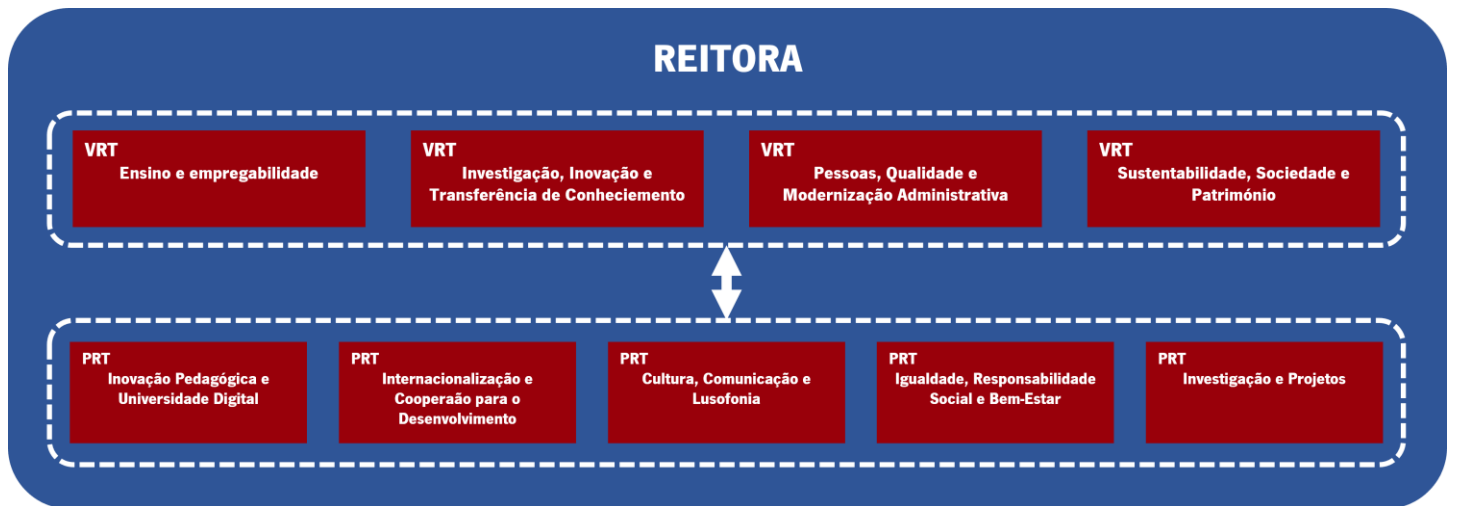 REITORA
VRT
Ensino e empregabilidade
VRT
Investigação, Inovação e
Transferência de Conheciemento
VRT
Pessoas, Qualidade e
Modernização Administrativa
VRT
Sustentabilidade, Sociedade e
Património
PRT
Inovação Pedagógica e
Universidade Digital
PRT
Internacionalização e
Cooperaão para o
Desenvolvimento
PRT
Cultura, Comunicação e
Lusofonia
PRT
Igualdade, Responsabilidade
Social e Bem-Estar
PRT
Investigação e Projetos